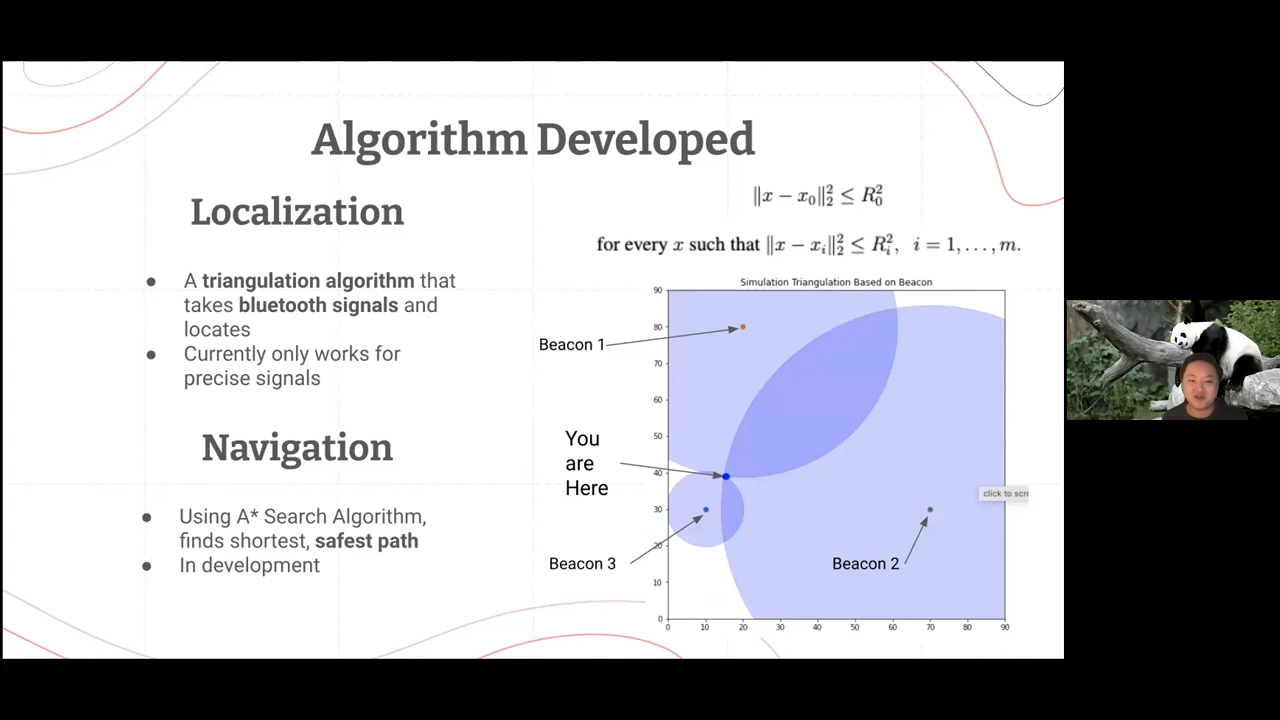 Algorithm Developed
Localization
● A triangulation algorithm that
takes bluetooth signals and
locates
● Currently only works for
precise signals
Navigation
● Using A* Search Algorithm,
finds shortest, safest path
● In development
‖x − x₀‖₂² ≤ R₀²
for every x such that ‖x − xᵢ‖₂² ≤ Rᵢ², i = 1, . . . , m.
Simulation Triangulation Based on Beacon
90
80
70
60
50
40
30
20
10
0
0 10 20 30 40 50 60 70 80 90
Beacon 1
You
are
Here
Beacon 3
Beacon 2
click to scr